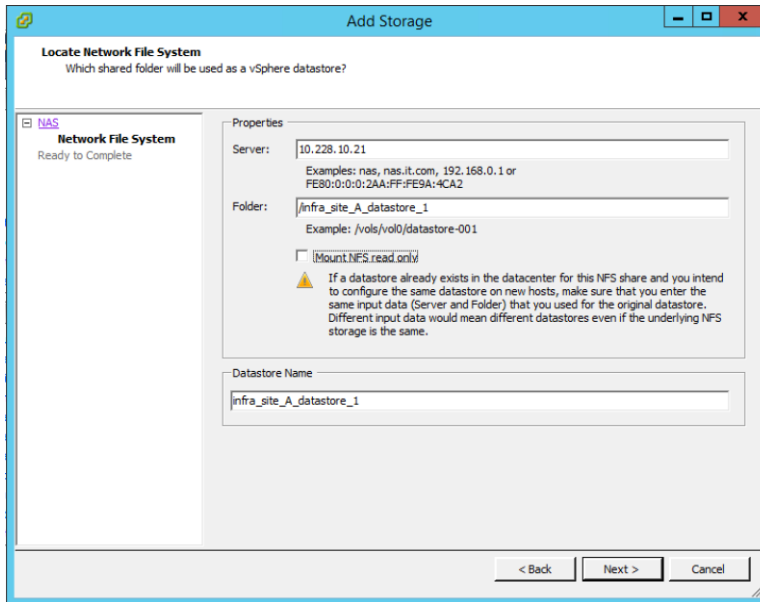 Add Storage
Locate Network File System
Which shared folder will be used as a vSphere datastore?
NAS
Network File System
Ready to Complete
Properties
Server:
10.228.10.21
Examples: nas, nas.it.com, 192.168.0.1 or
FE80:0:0:0:2AA:FF:FE9A:4CA2
Folder:
/infra_site_A_datastore_1
Example: /vols/vol0/datastore-001
Mount NFS read only
If a datastore already exists in the datacenter for this NFS share and you intend
to configure the same datastore on new hosts, make sure that you enter the
same input data (Server and Folder) that you used for the original datastore.
Different input data would mean different datastores even if the underlying NFS
storage is the same.
Datastore Name
infra_site_A_datastore_1
< Back
Next >
Cancel